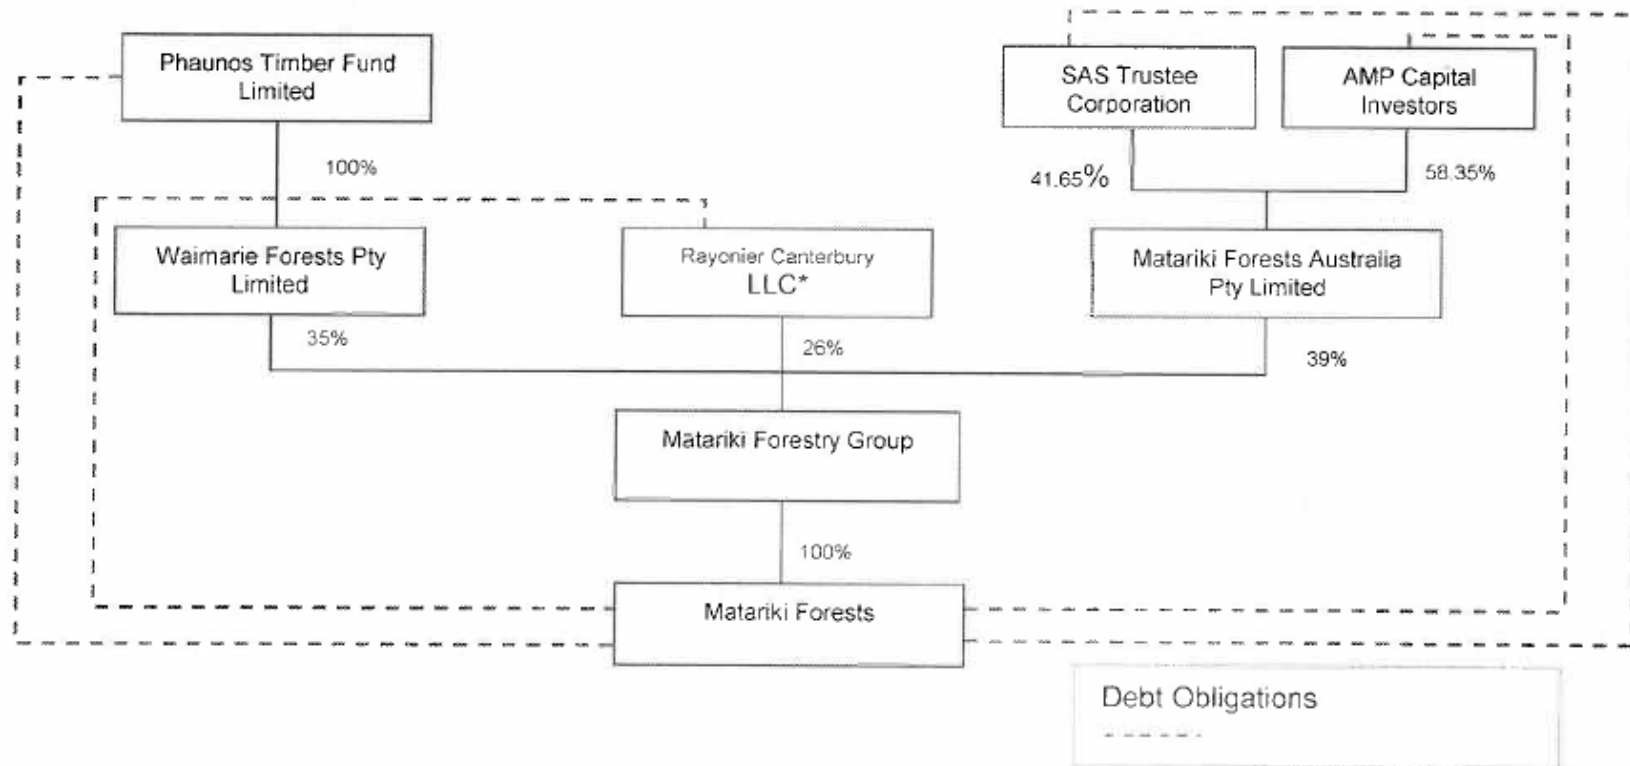 Phaunos Timber Fund
Limited
SAS Trustee
Corporation
AMP Capital
Investors
100%
41.65%
58.35%
Waimarie Forests Pty
Limited
Rayonier Canterbury
LLC*
Matariki Forests Australia
Pty Limited
35%
26%
39%
Matariki Forestry Group
100%
Matariki Forests
Debt Obligations